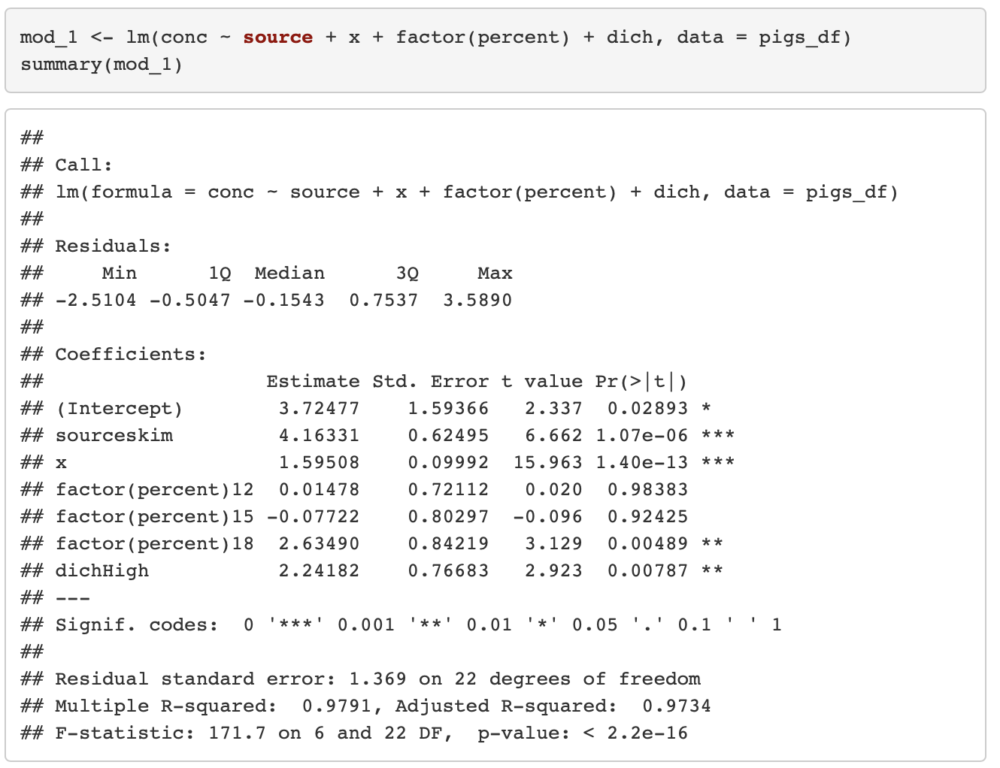 mod_1 <- lm(conc ~ source + x + factor(percent) + dich, data = pigs_df)
summary(mod_1)
##
## Call:
## lm(formula = conc ~ source + x + factor(percent) + dich, data = pigs_df)
##
## Residuals:
##     Min      1Q  Median      3Q     Max
## -2.5104 -0.5047 -0.1543  0.7537  3.5890
##
## Coefficients:
##                   Estimate Std. Error t value Pr(>|t|)
## (Intercept)        3.72477    1.59366   2.337  0.02893 *
## sourceskim         4.16331    0.62495   6.662 1.07e-06 ***
## x                  1.59508    0.09992  15.963 1.40e-13 ***
## factor(percent)12  0.01478    0.72112   0.020  0.98383
## factor(percent)15 -0.07722    0.80297  -0.096  0.92425
## factor(percent)18  2.63490    0.84219   3.129  0.00489 **
## dichHigh           2.24182    0.76683   2.923  0.00787 **
## ---
## Signif. codes:  0 '***' 0.001 '**' 0.01 '*' 0.05 '.' 0.1 ' ' 1
##
## Residual standard error: 1.369 on 22 degrees of freedom
## Multiple R-squared:  0.9791, Adjusted R-squared:  0.9734
## F-statistic: 171.7 on 6 and 22 DF,  p-value: < 2.2e-16